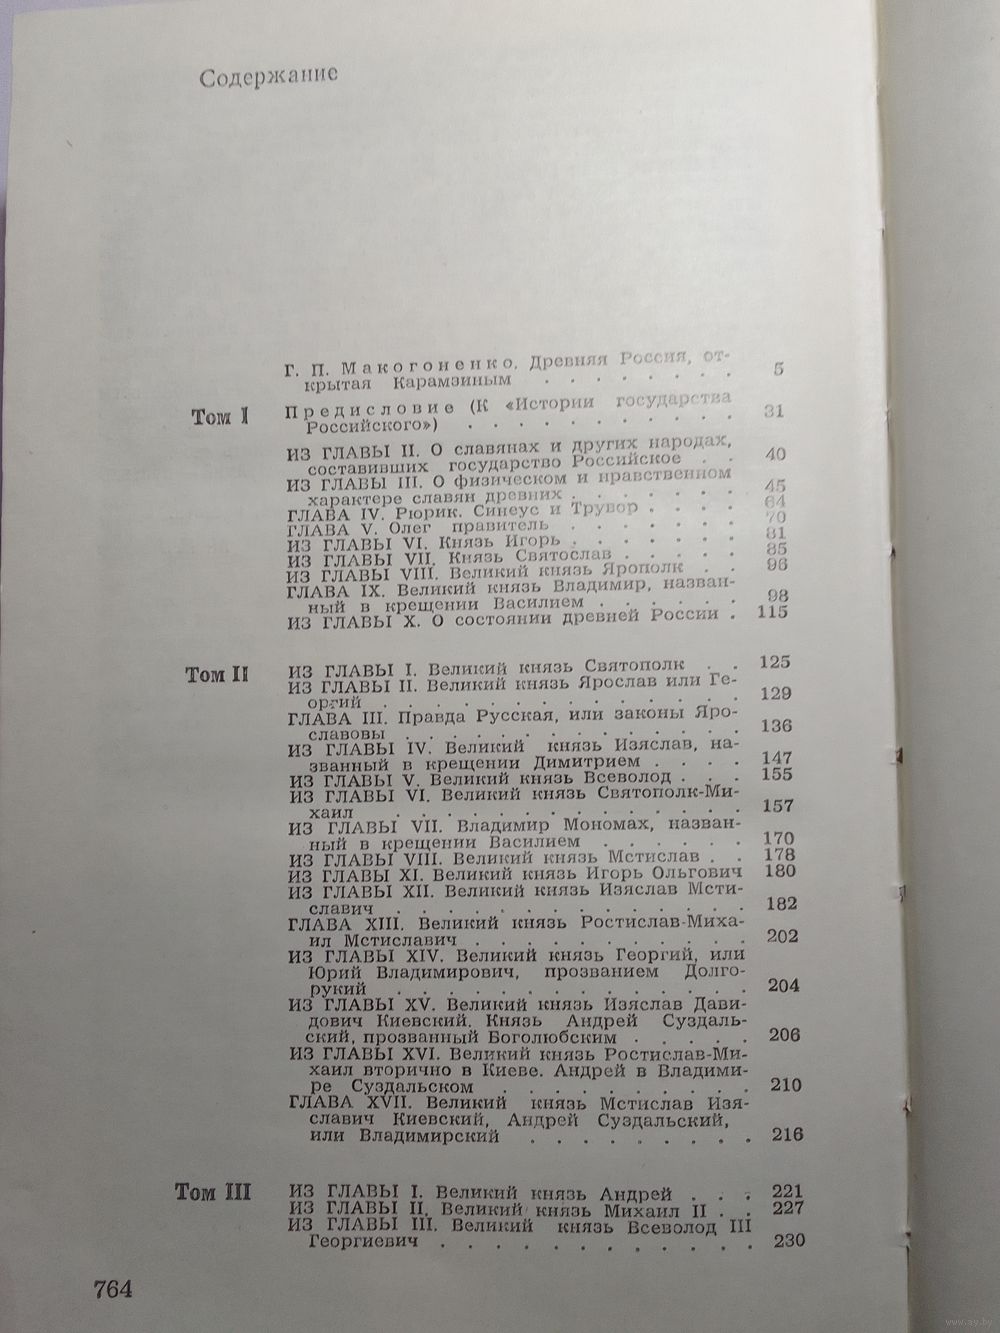 Содержание
Г. П. Макогоненко. Древняя Россия, от-
крытая Карамзиным . . . . . . . . 5
Том I Предисловие (К «Истории государства
Российского») . . . . . . . . . . 31
ИЗ ГЛАВЫ II. О славянах и других народах,
составивших государство Российское . . 40
ИЗ ГЛАВЫ III. О физическом и нравственном
характере славян древних . . . . . . . 45
ГЛАВА IV. Рюрик. Синеус и Трувор . . . . 64
ГЛАВА V. Олег правитель . . . . . . . 70
ИЗ ГЛАВЫ VI. Князь Игорь . . . . . . . 81
ИЗ ГЛАВЫ VII. Князь Святослав . . . . . 85
ИЗ ГЛАВЫ VIII. Великий князь Ярополк . . 96
ГЛАВА IX. Великий князь Владимир, назван-
ный в крещении Василием . . . . . . 98
ИЗ ГЛАВЫ X. О состоянии древней России . 115
Том II ИЗ ГЛАВЫ I. Великий князь Святополк . . 125
ИЗ ГЛАВЫ II. Великий князь Ярослав или Ге-
оргий . . . . . . . . . . . . . . 129
ГЛАВА III. Правда Русская, или законы Яро-
славовы . . . . . . . . . . . . . 136
ИЗ ГЛАВЫ IV. Великий князь Изяслав, на-
званный в крещении Димитрием . . . . 147
ИЗ ГЛАВЫ V. Великий князь Всеволод . . . 155
ИЗ ГЛАВЫ VI. Великий князь Святополк-Ми-
хаил . . . . . . . . . . . . . . 157
ИЗ ГЛАВЫ VII. Владимир Мономах, назван-
ный в крещении Василием . . . . . . 170
ИЗ ГЛАВЫ VIII. Великий князь Мстислав . . 178
ИЗ ГЛАВЫ XI. Великий князь Игорь Ольгович 180
ИЗ ГЛАВЫ XII. Великий князь Изяслав Мсти-
славич . . . . . . . . . . . . . . 182
ГЛАВА XIII. Великий князь Ростислав-Миха-
ил Мстиславич . . . . . . . . . . . 202
ИЗ ГЛАВЫ XIV. Великий князь Георгий, или
Юрий Владимирович, прозванием Долго-
рукий . . . . . . . . . . . . . . 204
ИЗ ГЛАВЫ XV. Великий князь Изяслав Дави-
дович Киевский. Князь Андрей Суздаль-
ский, прозванный Боголюбским . . . . . 206
ИЗ ГЛАВЫ XVI. Великий князь Ростислав-Ми-
хаил вторично в Киеве. Андрей в Владими-
ре Суздальском . . . . . . . . . . 210
ГЛАВА XVII. Великий князь Мстислав Изя-
славич Киевский, Андрей Суздальский,
или Владимирский . . . . . . . . . 216
Том III ИЗ ГЛАВЫ I. Великий князь Андрей . . . 221
ИЗ ГЛАВЫ II. Великий князь Михаил II . . 227
ИЗ ГЛАВЫ III. Великий князь Всеволод III
Георгиевич . . . . . . . . . . . . 230
764
www.ay.by